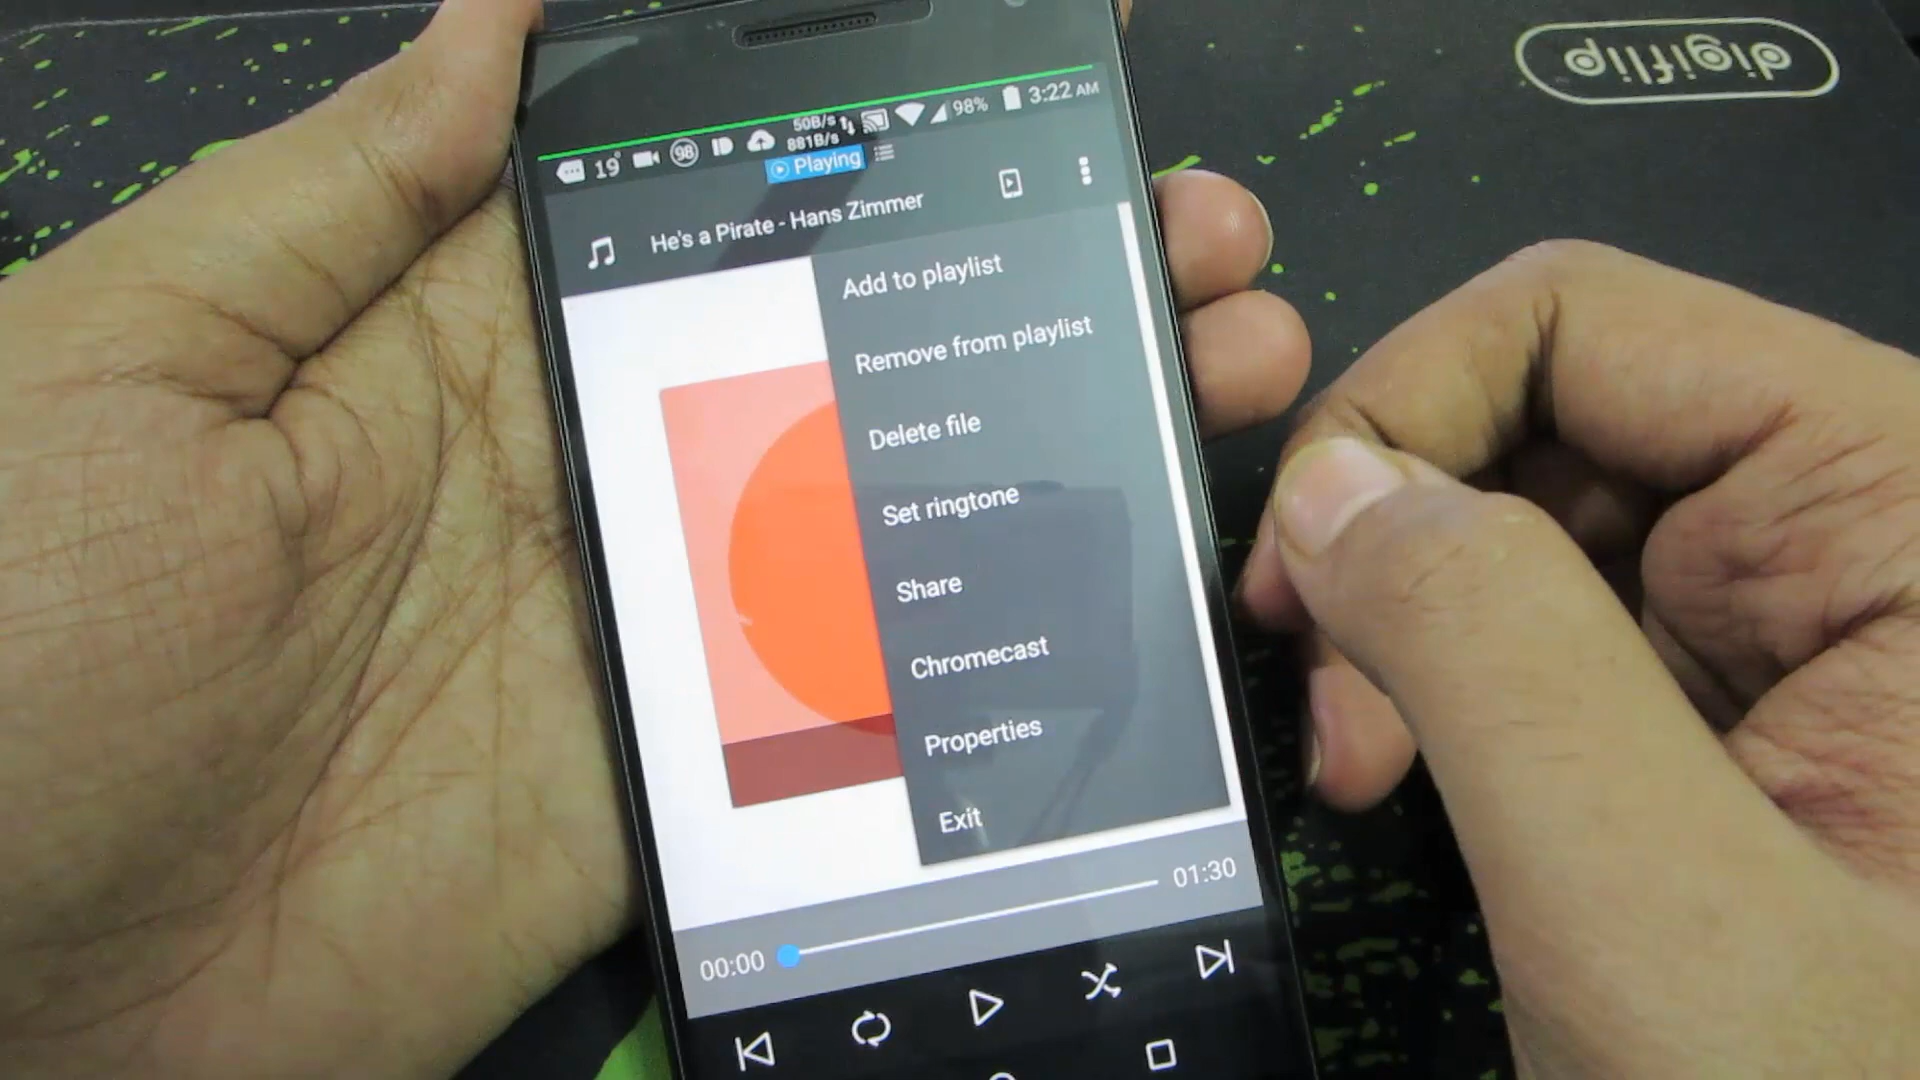 digiflip
50B/s
881B/s
19°
98
98%
3:22 AM
Playing
He's a Pirate - Hans Zimmer
Add to playlist
Remove from playlist
Delete file
Set ringtone
Share
Chromecast
Properties
Exit
00:00
01:30